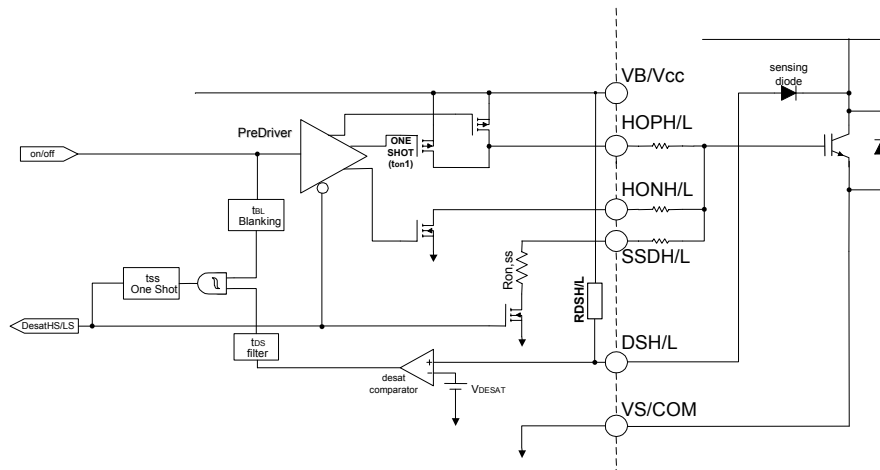 VB/Vcc
sensing
diode
HOPH/L
PreDriver
ONE
SHOT
(ton1)
on/off
tBL
Blanking
HONH/L
SSDH/L
Ron,ss
tss
One Shot
RDSH/L
DesatHS/LS
tDS
filter
DSH/L
desat
comparator
VDESAT
VS/COM